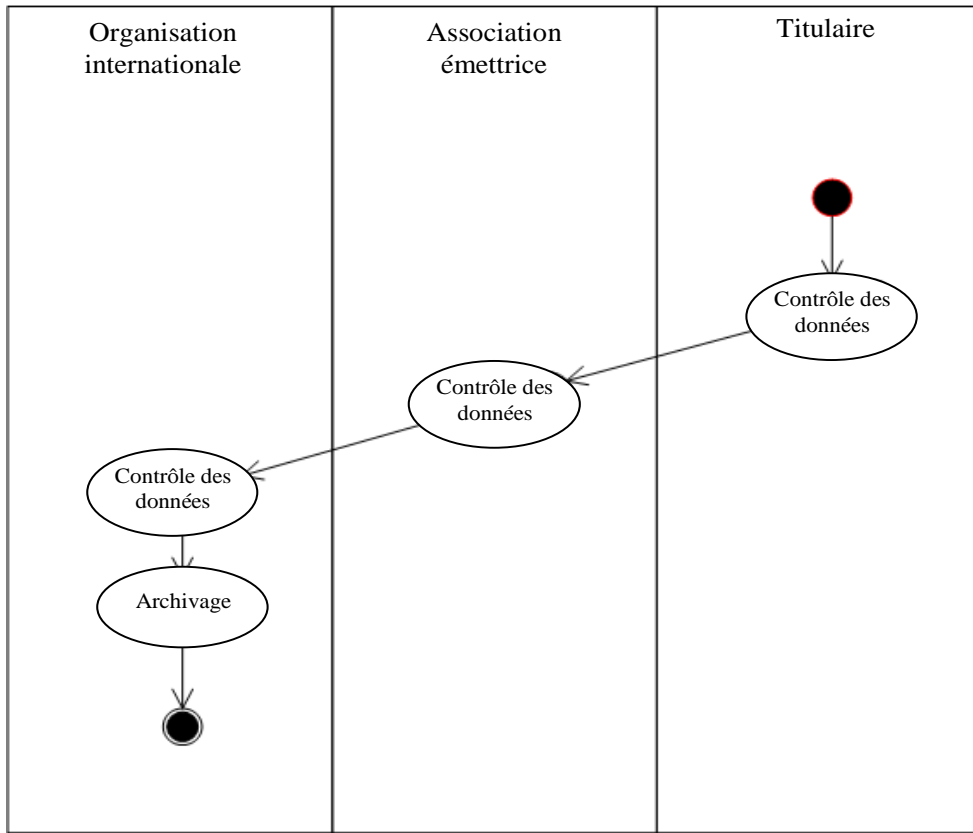 Organisation
internationale
Association
émettrice
Titulaire
Contrôle des
données
Contrôle des
données
Contrôle des
données
Archivage